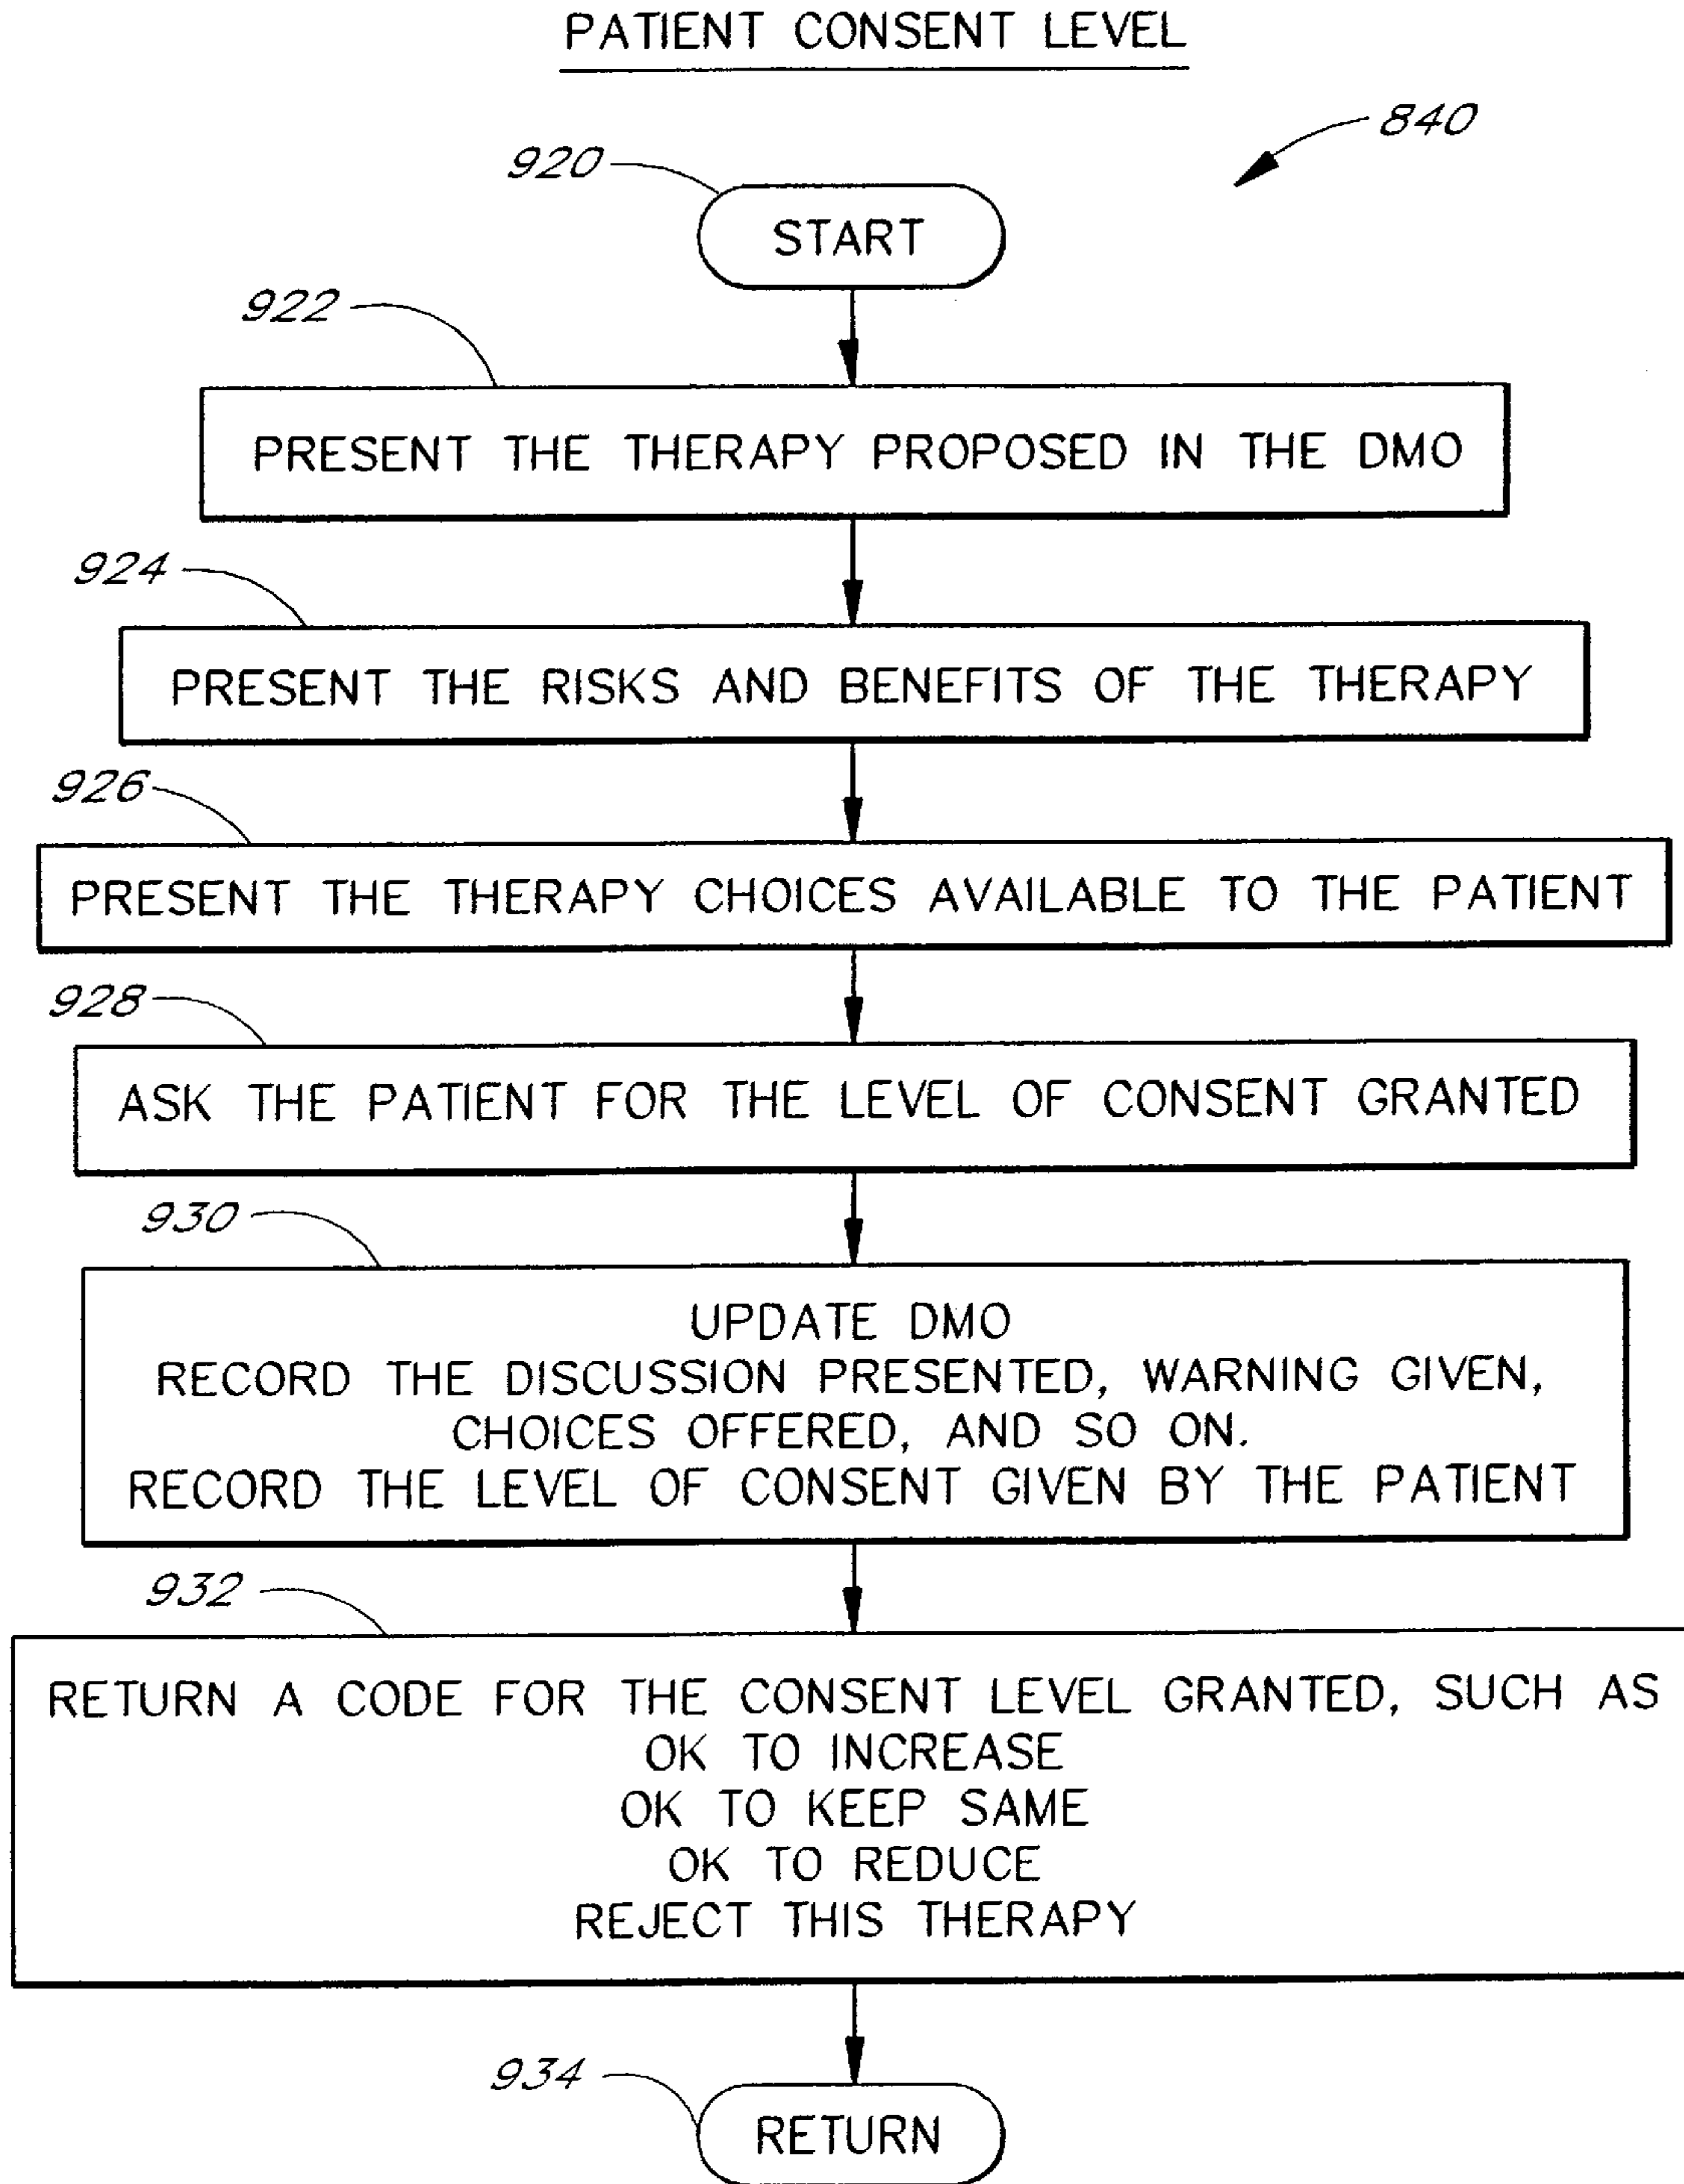 PATIENT CONSENT LEVEL
840
920
START
922
PRESENT THE THERAPY PROPOSED IN THE DMO
924
PRESENT THE RISKS AND BENEFITS OF THE THERAPY
926
PRESENT THE THERAPY CHOICES AVAILABLE TO THE PATIENT
928
ASK THE PATIENT FOR THE LEVEL OF CONSENT GRANTED
930
UPDATE DMO
RECORD THE DISCUSSION PRESENTED, WARNING GIVEN,
CHOICES OFFERED, AND SO ON.
RECORD THE LEVEL OF CONSENT GIVEN BY THE PATIENT
932
RETURN A CODE FOR THE CONSENT LEVEL GRANTED, SUCH AS
OK TO INCREASE
OK TO KEEP SAME
OK TO REDUCE
REJECT THIS THERAPY
934
RETURN